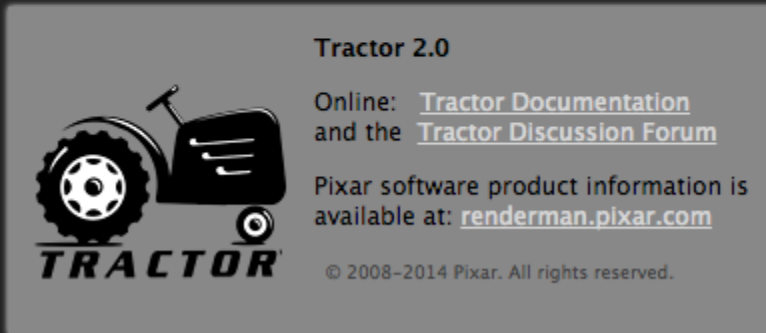 Tractor 2.0
Online: Tractor Documentation
and the Tractor Discussion Forum
Pixar software product information is
available at: renderman.pixar.com
TRACTOR
© 2008–2014 Pixar. All rights reserved.